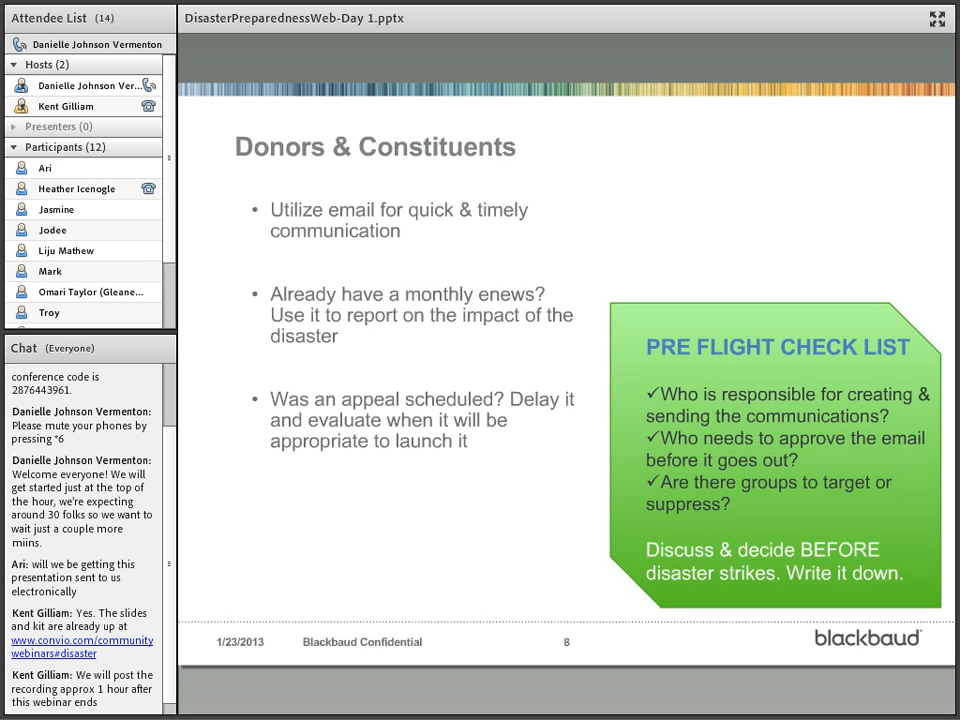 Attendee List (14)
Danielle Johnson Vermenton
Hosts (2)
Danielle Johnson Ver...
Kent Gilliam
Presenters (0)
Participants (12)
Ari
Heather Icenogle
Jasmine
Jodee
Liju Mathew
Mark
Omari Taylor (Gleane...
Troy
Chat (Everyone)
conference code is
2876443961.
Danielle Johnson Vermenton:
Please mute your phones by
pressing *6
Danielle Johnson Vermenton:
Welcome everyone! We will
get started just at the top of
the hour, we're expecting
around 30 folks so we want to
wait just a couple more
miins.
Ari: will we be getting this
presentation sent to us
electronically
Kent Gilliam: Yes. The slides
and kit are already up at
www.convio.com/community
webinars#disaster
Kent Gilliam: We will post the
recording approx 1 hour after
this webinar ends
DisasterPreparednessWeb-Day 1.pptx
Donors & Constituents
• Utilize email for quick & timely
communication
• Already have a monthly enews?
Use it to report on the impact of the
disaster
• Was an appeal scheduled? Delay it
and evaluate when it will be
appropriate to launch it
PRE FLIGHT CHECK LIST
✓Who is responsible for creating &
sending the communications?
✓Who needs to approve the email
before it goes out?
✓Are there groups to target or
suppress?
Discuss & decide BEFORE
disaster strikes. Write it down.
1/23/2013 Blackbaud Confidential 8
blackbaud